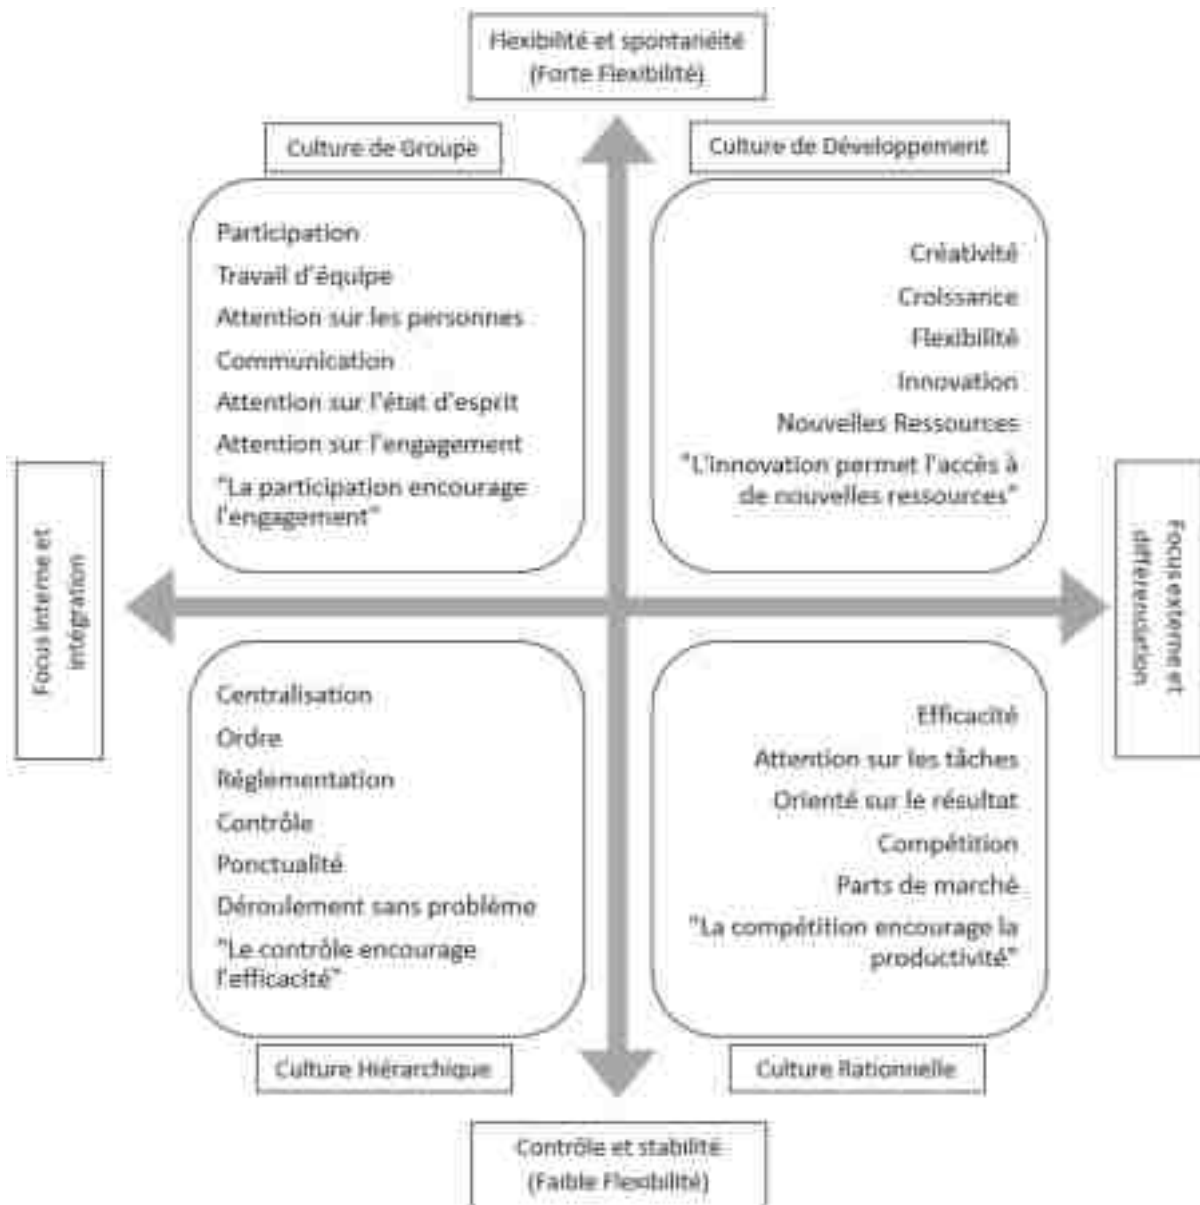 Flexibilité et spontanéité
(Forte Flexibilité)
Culture de Groupe
Culture de Développement
Participation
Travail d'équipe
Attention sur les personnes
Communication
Attention sur l'état d'esprit
Attention sur l'engagement
"La participation encourage
l'engagement"
Créativité
Croissance
Flexibilité
Innovation
Nouvelles Ressources
"L'innovation permet l'accès à
de nouvelles ressources"
Focus interne et
intégration
Focus externe et
différenciation
Centralisation
Ordre
Réglementation
Contrôle
Ponctualité
Déroulement sans problème
"Le contrôle encourage
l'efficacité"
Efficacité
Attention sur les tâches
Orienté sur le résultat
Compétition
Parts de marché
"La compétition encourage la
productivité"
Culture Hiérarchique
Culture Rationnelle
Contrôle et stabilité
(Faible Flexibilité)